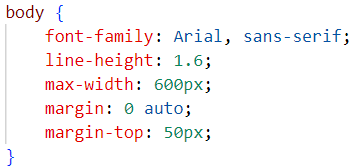 body {
    font-family: Arial, sans-serif;
    line-height: 1.6;
    max-width: 600px;
    margin: 0 auto;
    margin-top: 50px;
}